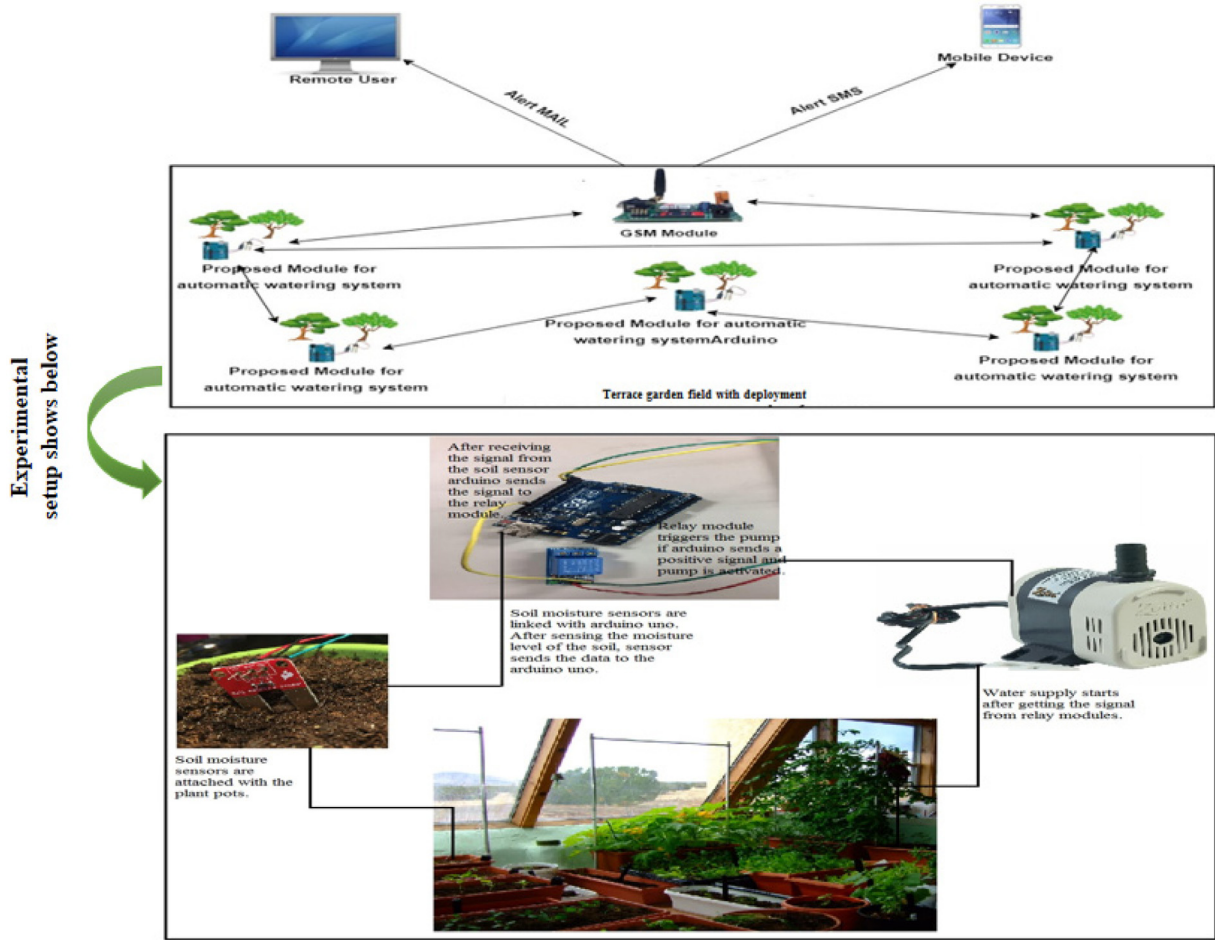 Remote User
Mobile Device
Alert MAIL
Alert SMS
GSM Module
Proposed Module for
automatic watering system
Proposed Module for
automatic watering system
Proposed Module for automatic
watering systemArduino
Proposed Module for
automatic watering system
Proposed Module for
automatic watering system
Terrace garden field with deployment
Experimental
setup shows below
After receiving
the signal from
the soil sensor
arduino sends
the signal to
the relay
module.
Relay module
triggers the pump
if arduino sends a
positive signal and
pump is activated.
Soil moisture sensors are
linked with arduino uno.
After sensing the moisture
level of the soil, sensor
sends the data to the
arduino uno.
Water supply starts
after getting the signal
from relay modules.
Soil moisture
sensors are
attached with the
plant pots.